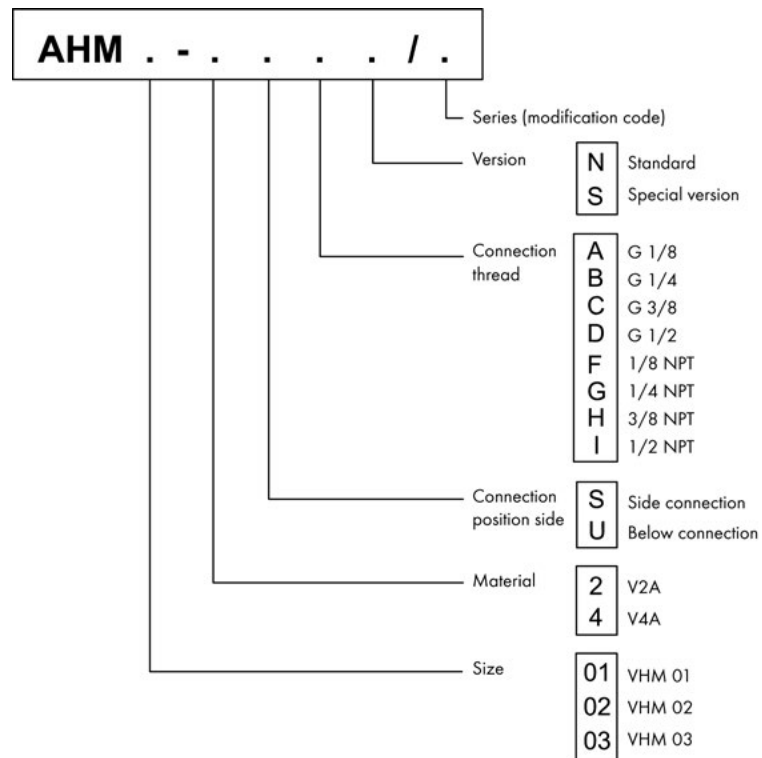 AHM . - . . . . / .
Series (modification code)
Version
N Standard
S Special version
Connection
thread
A G 1/8
B G 1/4
C G 3/8
D G 1/2
F 1/8 NPT
G 1/4 NPT
H 3/8 NPT
I 1/2 NPT
Connection
position side
S Side connection
U Below connection
Material
2 V2A
4 V4A
Size
01 VHM 01
02 VHM 02
03 VHM 03